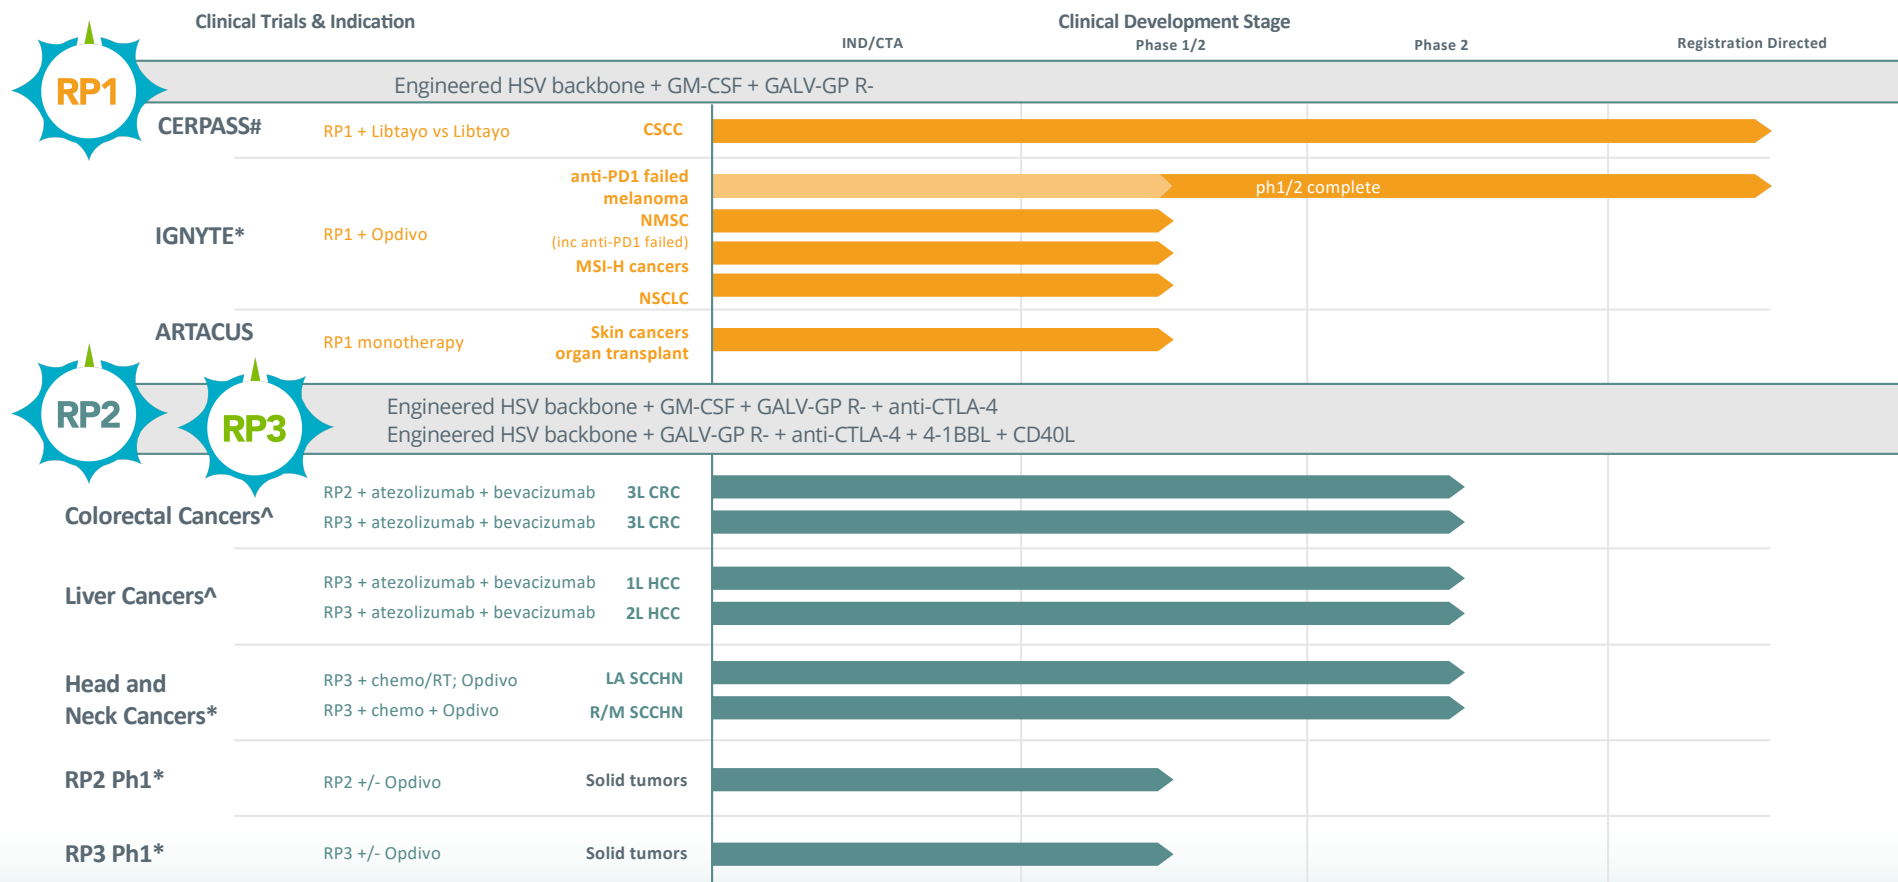 Clinical Trials & Indication
Clinical Development Stage
IND/CTA
Phase 1/2
Phase 2
Registration Directed
RP1
Engineered HSV backbone + GM-CSF + GALV-GP R-
CERPASS#
RP1 + Libtayo vs Libtayo
CSCC
IGNYTE*
RP1 + Opdivo
anti-PD1 failed
melanoma
ph1/2 complete
NMSC
(inc anti-PD1 failed)
MSI-H cancers
NSCLC
ARTACUS
RP1 monotherapy
Skin cancers
organ transplant
RP2
RP3
Engineered HSV backbone + GM-CSF + GALV-GP R- + anti-CTLA-4
Engineered HSV backbone + GALV-GP R- + anti-CTLA-4 + 4-1BBL + CD40L
Colorectal Cancers^
RP2 + atezolizumab + bevacizumab 3L CRC
RP3 + atezolizumab + bevacizumab 3L CRC
Liver Cancers^
RP3 + atezolizumab + bevacizumab 1L HCC
RP3 + atezolizumab + bevacizumab 2L HCC
Head and
Neck Cancers*
RP3 + chemo/RT; Opdivo LA SCCHN
RP3 + chemo + Opdivo R/M SCCHN
RP2 Ph1*
RP2 +/- Opdivo
Solid tumors
RP3 Ph1*
RP3 +/- Opdivo
Solid tumors